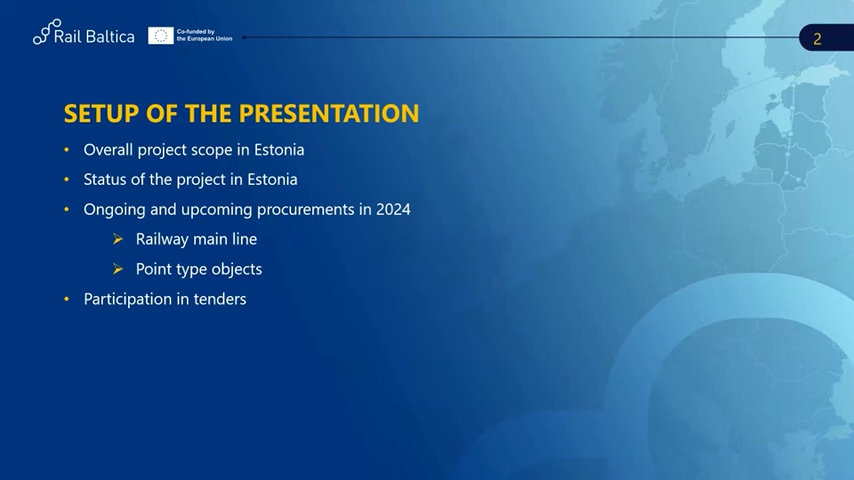 Rail Baltica
Co-funded by
the European Union
2
SETUP OF THE PRESENTATION
• Overall project scope in Estonia
• Status of the project in Estonia
• Ongoing and upcoming procurements in 2024
➢ Railway main line
➢ Point type objects
• Participation in tenders